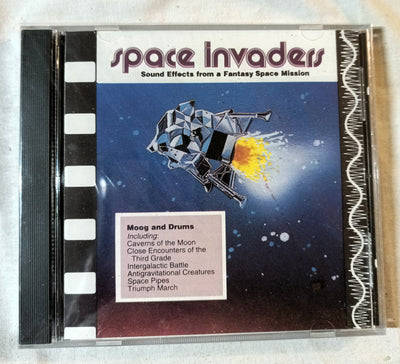 space invaders
Sound Effects from a Fantasy Space Mission
Moog and Drums
Including:
Caverns of the Moon
Close Encounters of the
Third Grade
Intergalactic Battle
Antigravitational Creatures
Space Pipes
Triumph March